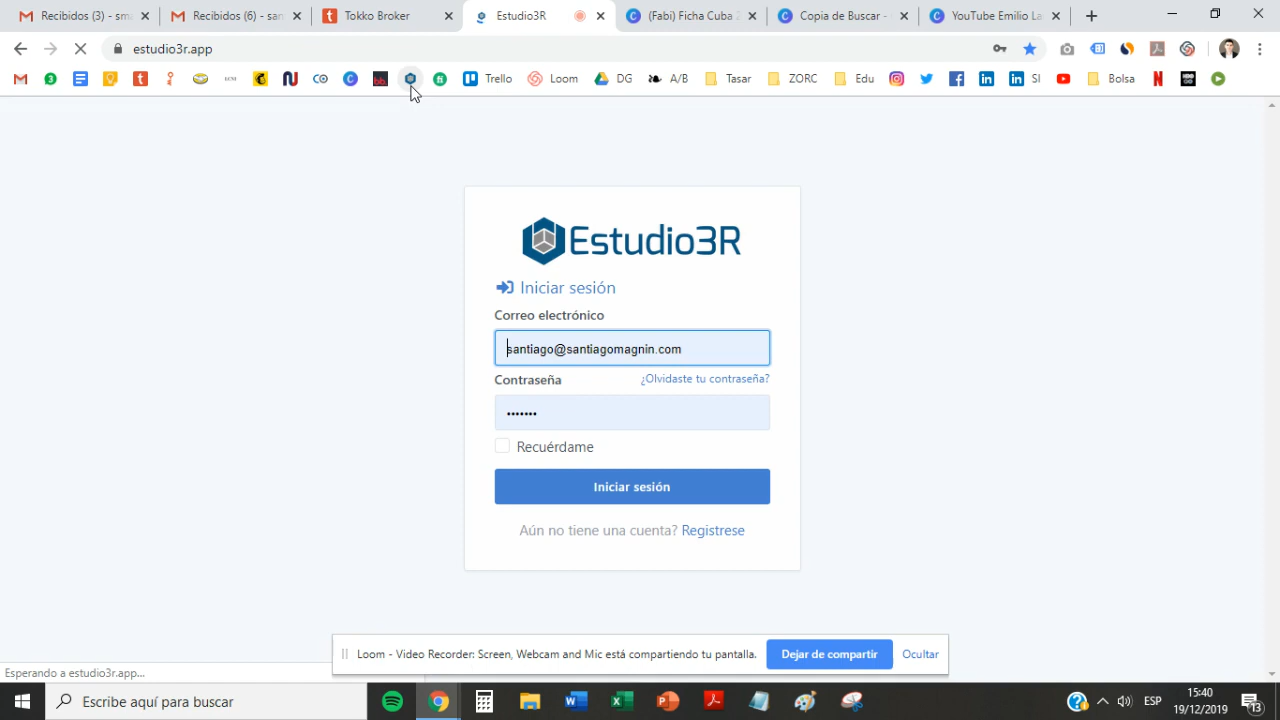 Recibidos (3) - sm
Recibidos (6) - san
Tokko Broker
Estudio3R
(Fabi) Ficha Cuba 2
Copia de Buscar -
YouTube Emilio La
estudio3r.app
Trello
Loom
DG
A/B
Tasar
ZORC
Edu
SI
Bolsa
Estudio3R
Iniciar sesión
Correo electrónico
santiago@santiagomagnin.com
Contraseña
¿Olvidaste tu contraseña?
•••••••
Recuérdame
Iniciar sesión
Aún no tiene una cuenta? Registrese
Loom - Video Recorder: Screen, Webcam and Mic está compartiendo tu pantalla.
Dejar de compartir
Ocultar
Esperando a estudio3r.app...
Escribe aquí para buscar
ESP
15:40
19/12/2019
13